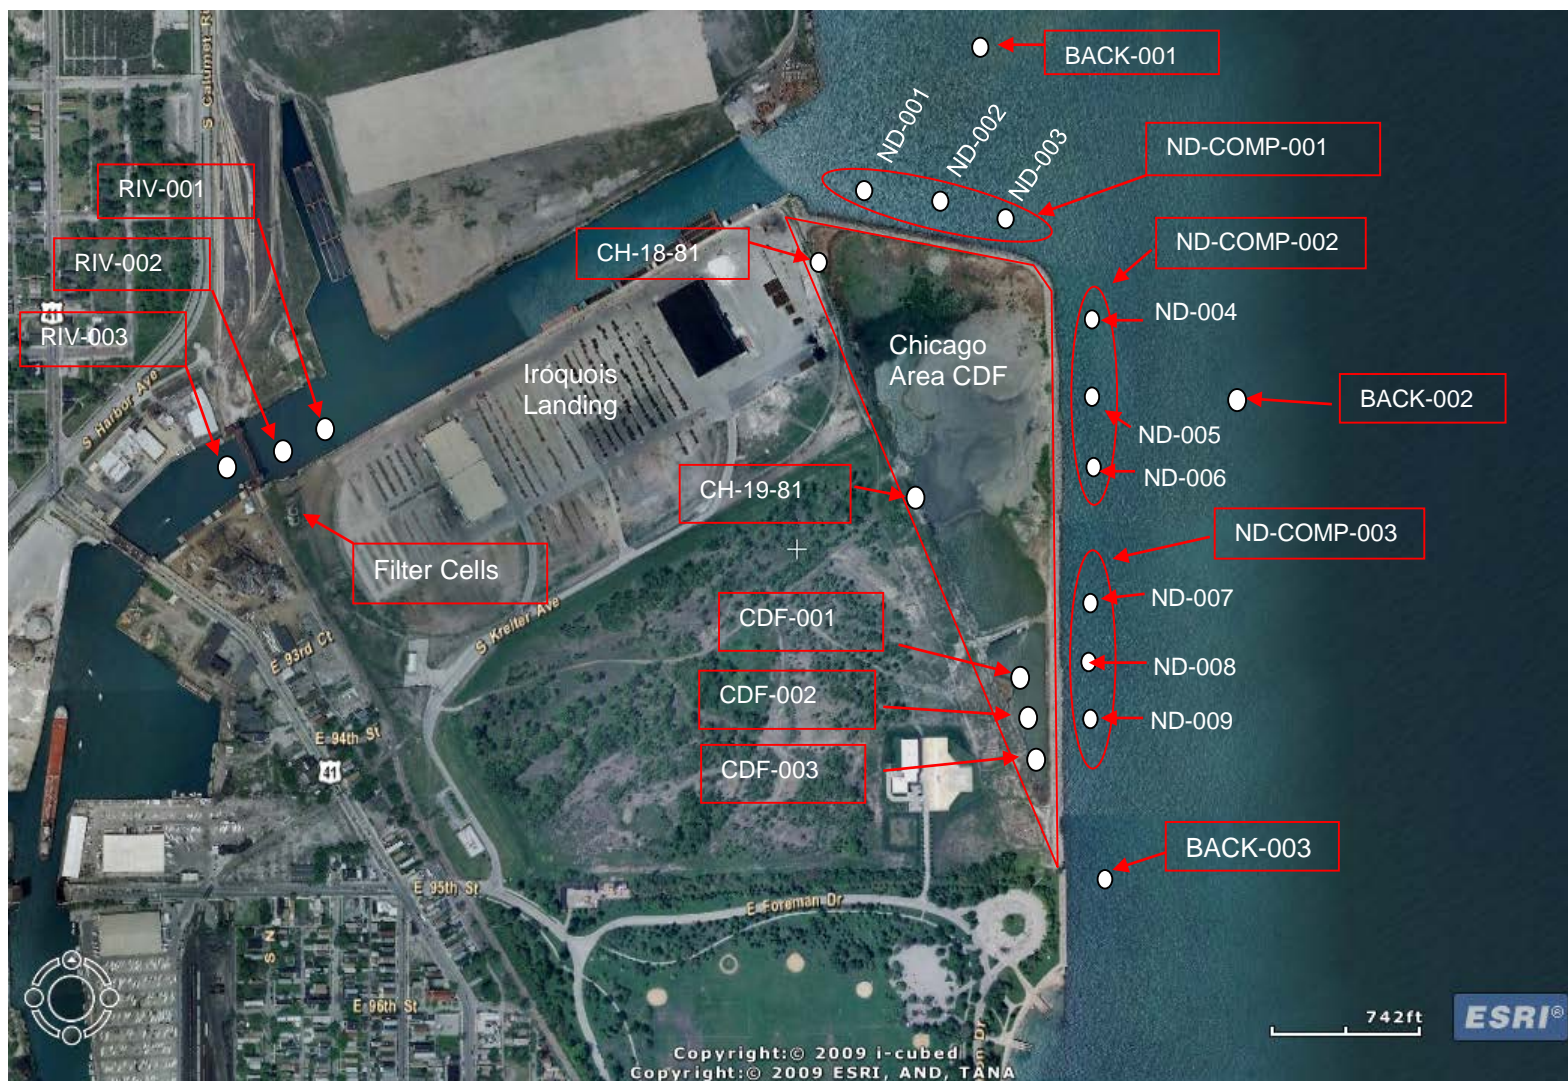 BACK-001
S Calumet R
ND-001
ND-002
ND-003
ND-COMP-001
RIV-001
RIV-002
RIV-003
CH-18-81
ND-COMP-002
ND-004
Chicago
Area CDF
Iroquois
Landing
BACK-002
S Harbor Ave
ND-005
ND-006
CH-19-81
ND-COMP-003
Filter Cells
ND-007
CDF-001
S Kreiter Ave
E 93rd Ct
ND-008
CDF-002
ND-009
E 94th St
41
CDF-003
BACK-003
E 95th St
E Foreman Dr
S N
E 96th St
742ft
ESRI®
Copyright:© 2009 i-cubed
Copyright:© 2009 ESRI, AND, TANA